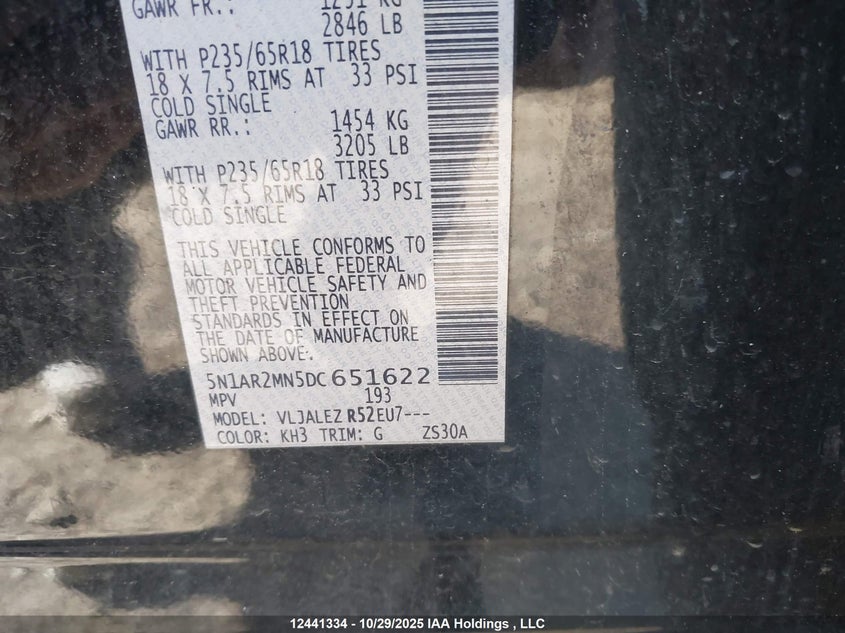 GAWR FR.: 1291 KG
2846 LB
WITH P235/65R18 TIRES
18 X 7.5 RIMS AT 33 PSI
COLD SINGLE
GAWR RR.: 1454 KG
3205 LB
WITH P235/65R18 TIRES
18 X 7.5 RIMS AT 33 PSI
COLD SINGLE
THIS VEHICLE CONFORMS TO
ALL APPLICABLE FEDERAL
MOTOR VEHICLE SAFETY AND
THEFT PREVENTION
STANDARDS IN EFFECT ON
THE DATE OF MANUFACTURE
SHOWN ABOVE.
5N1AR2MN5DC651622
MPV 193
MODEL: VLJALEZ R52EU7---
COLOR: KH3 TRIM: G ZS30A
12441334 - 10/29/2025 IAA Holdings , LLC